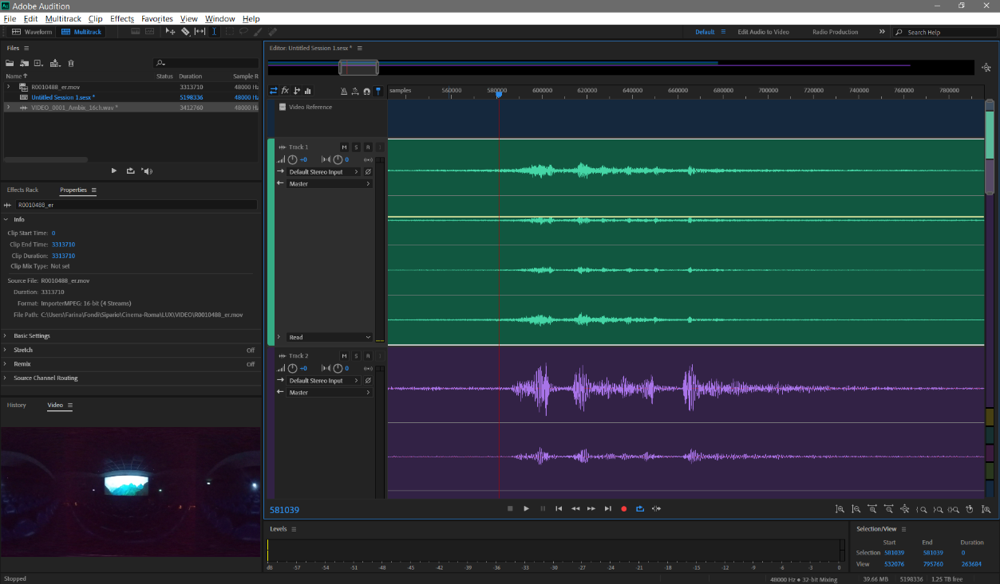 Au Adobe Audition
File Edit Multitrack Clip Effects Favorites View Window Help
Waveform Multitrack Default Edit Audio to Video Radio Production Search Help
Files
Name Status Duration Sample R
R0010488_er.mov 3313710 48000 Hz
Untitled Session 1.sesx * 5198336 48000 Hz
VIDEO_0001_Ambix_16ch.wav * 3412760 48000 Hz
Effects Rack Properties
R0010488_er
Info
Clip Start Time: 0
Clip End Time: 3313710
Clip Duration: 3313710
Clip Mix Type: Not set
Source File: R0010488_er.mov
Duration: 3313710
Format: ImporterMPEG: 16-bit (4 Streams)
File Path: C:\Users\Farina\Fondi\Sipario\Cinema-Roma\LUX\VIDEO\R0010488_er.mov
Basic Settings
Stretch Off
Remix Off
Source Channel Routing
History Video
Editor: Untitled Session 1.sesx *
fx
samples 560000 580000 600000 620000 640000 660000 680000 700000 720000 740000 760000 780000
Video Reference
Track 1 M S R I
+0 0
Default Stereo Input
Master
Read
Track 2 M S R I
+0 0
Default Stereo Input
Master
581039
Levels
dB -57 -54 -51 -48 -45 -42 -39 -36 -33 -30 -27 -24 -21 -18 -15 -12 -9 -6 -3 0
Selection/View
Start End Duration
Selection 581039 581039 0
View 532076 795760 263684
Stopped 48000 Hz ● 32-bit Mixing 39.66 MB 5198336 1.25 TB free